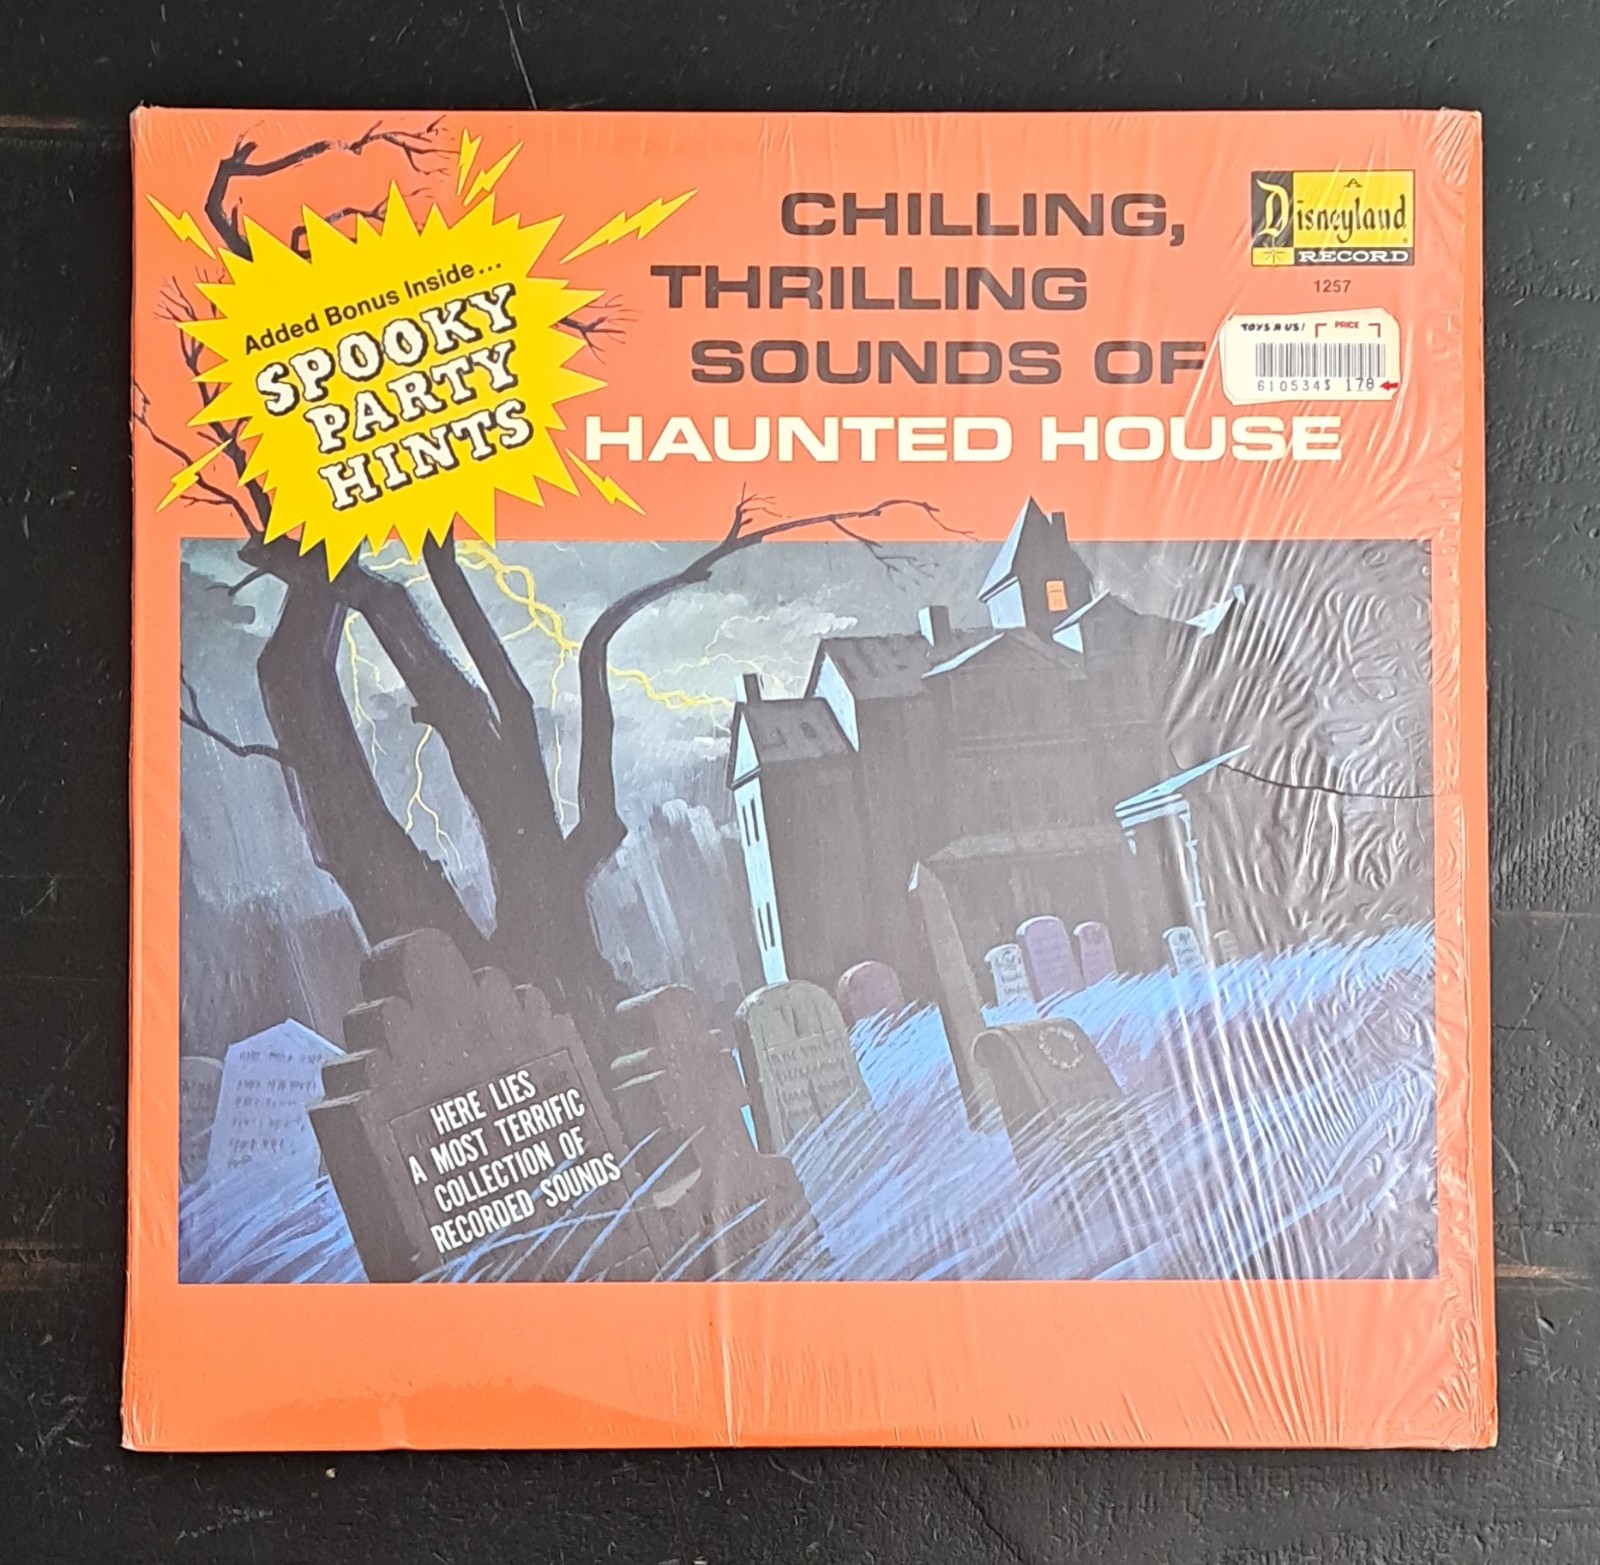 Added Bonus Inside...
SPOOKY
PARTY
HINTS
CHILLING,
THRILLING
SOUNDS OF
HAUNTED HOUSE
A
Disneyland
RECORD
1257
TOYS R US!
PRICE
610534$ 178
HERE LIES
A MOST TERRIFIC
COLLECTION OF
RECORDED SOUNDS